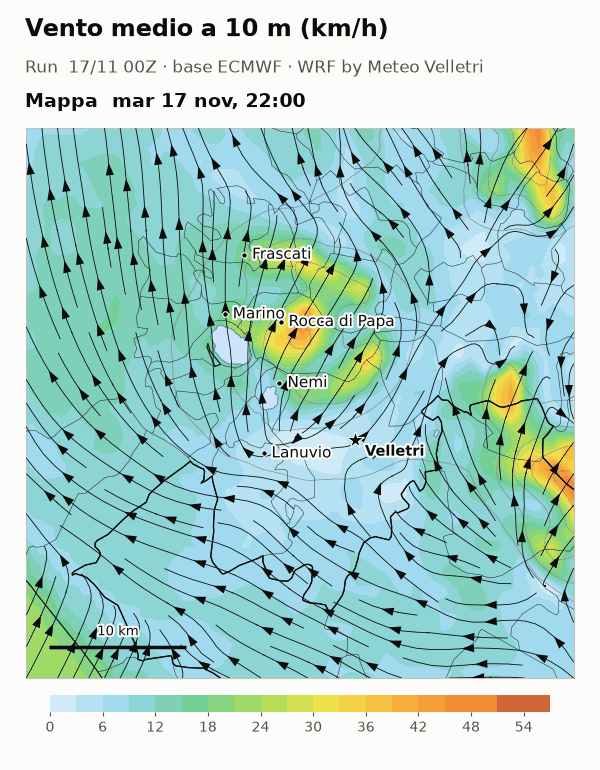 Vento medio a 10 m (km/h)
Run  17/11 00Z · base ECMWF · WRF by Meteo Velletri
Mappa  mar 17 nov, 22:00
Frascati
Marino
Rocca di Papa
Nemi
Velletri
Lanuvio
10 km
0 6 12 18 24 30 36 42 48 54